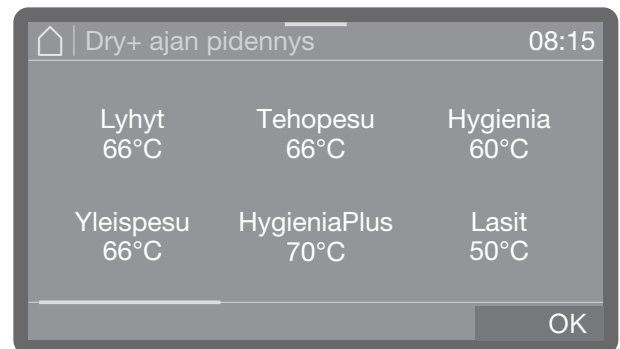 Dry+ ajan pidennys 08:15
Lyhyt Tehopesu Hygienia
66°C 66°C 60°C
Yleispesu HygieniaPlus Lasit
66°C 70°C 50°C
OK